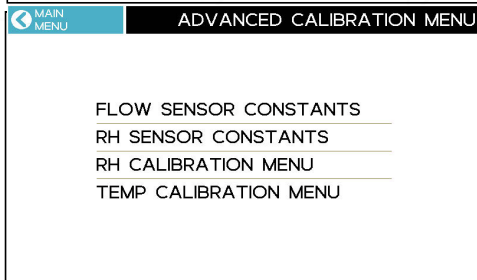 MAIN
MENU
ADVANCED CALIBRATION MENU
FLOW SENSOR CONSTANTS
RH SENSOR CONSTANTS
RH CALIBRATION MENU
TEMP CALIBRATION MENU